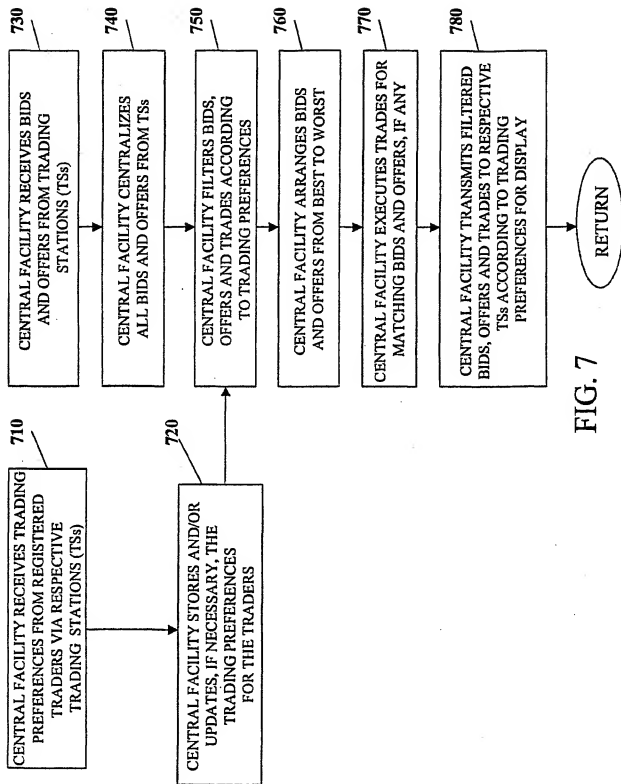 710
CENTRAL FACILITY RECEIVES TRADING
PREFERENCES FROM REGISTERED
TRADERS VIA RESPECTIVE
TRADING STATIONS (TSs)
720
CENTRAL FACILITY STORES AND/OR
UPDATES, IF NECESSARY, THE
TRADING PREFERENCES
FOR THE TRADERS
730
CENTRAL FACILITY RECEIVES BIDS
AND OFFERS FROM TRADING
STATIONS (TSs)
740
CENTRAL FACILITY CENTRALIZES
ALL BIDS AND OFFERS FROM TSs
750
CENTRAL FACILITY FILTERS BIDS,
OFFERS AND TRADES ACCORDING
TO TRADING PREFERENCES
760
CENTRAL FACILITY ARRANGES BIDS
AND OFFERS FROM BEST TO WORST
770
CENTRAL FACILITY EXECUTES TRADES FOR
MATCHING BIDS AND OFFERS, IF ANY
780
CENTRAL FACILITY TRANSMITS FILTERED
BIDS, OFFERS AND TRADES TO RESPECTIVE
TSs ACCORDING TO TRADING
PREFERENCES FOR DISPLAY
RETURN
FIG. 7